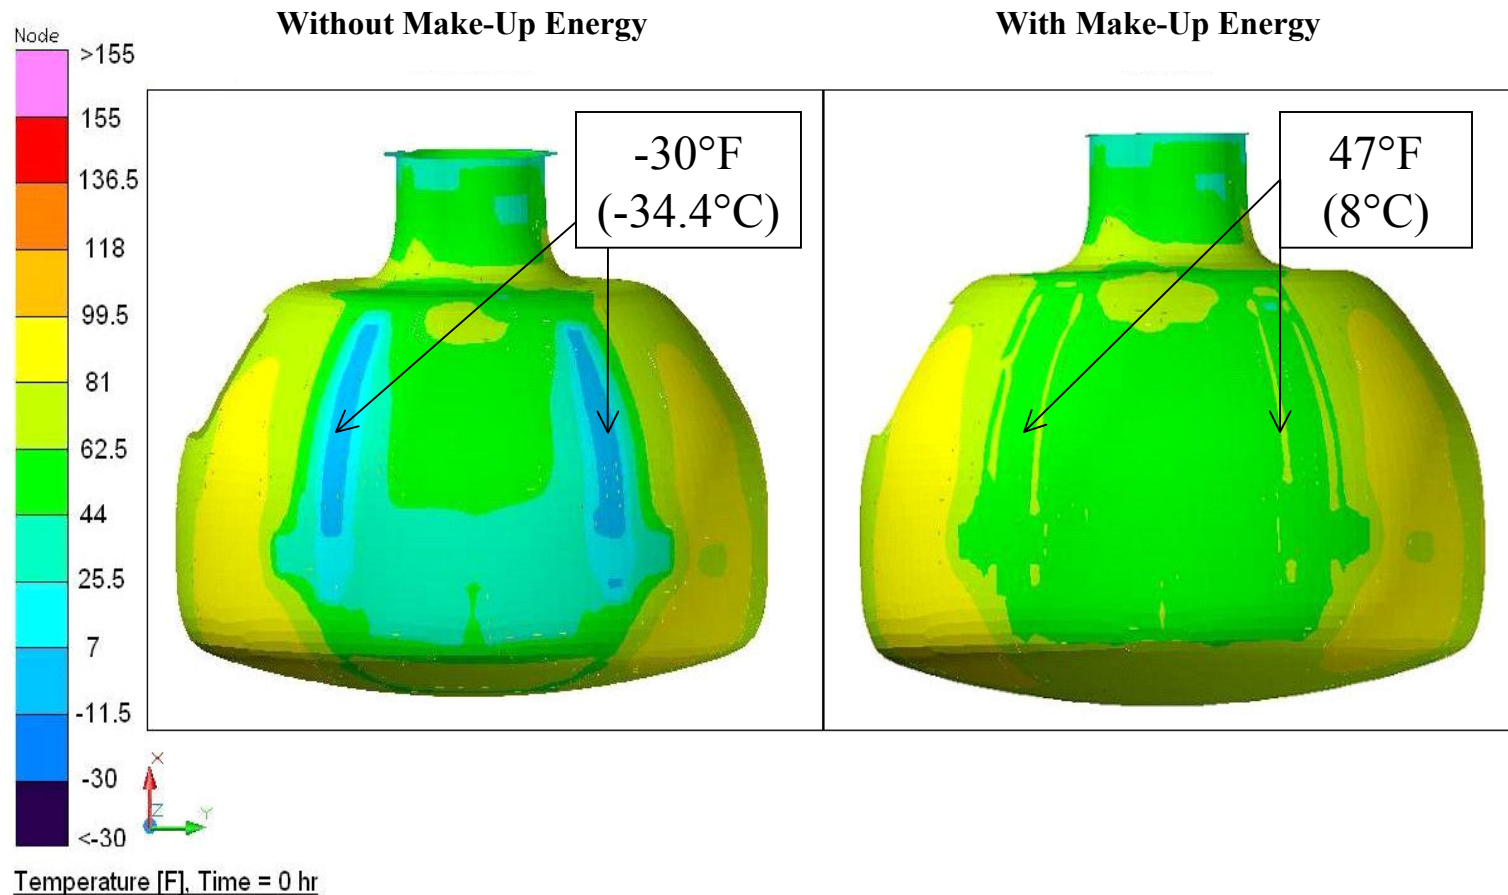 Without Make-Up Energy
With Make-Up Energy
Node
>155
155
136.5
118
99.5
81
62.5
44
25.5
7
-11.5
-30
<-30
-30°F
(-34.4°C)
47°F
(8°C)
X
Z
Y
Temperature [F], Time = 0 hr